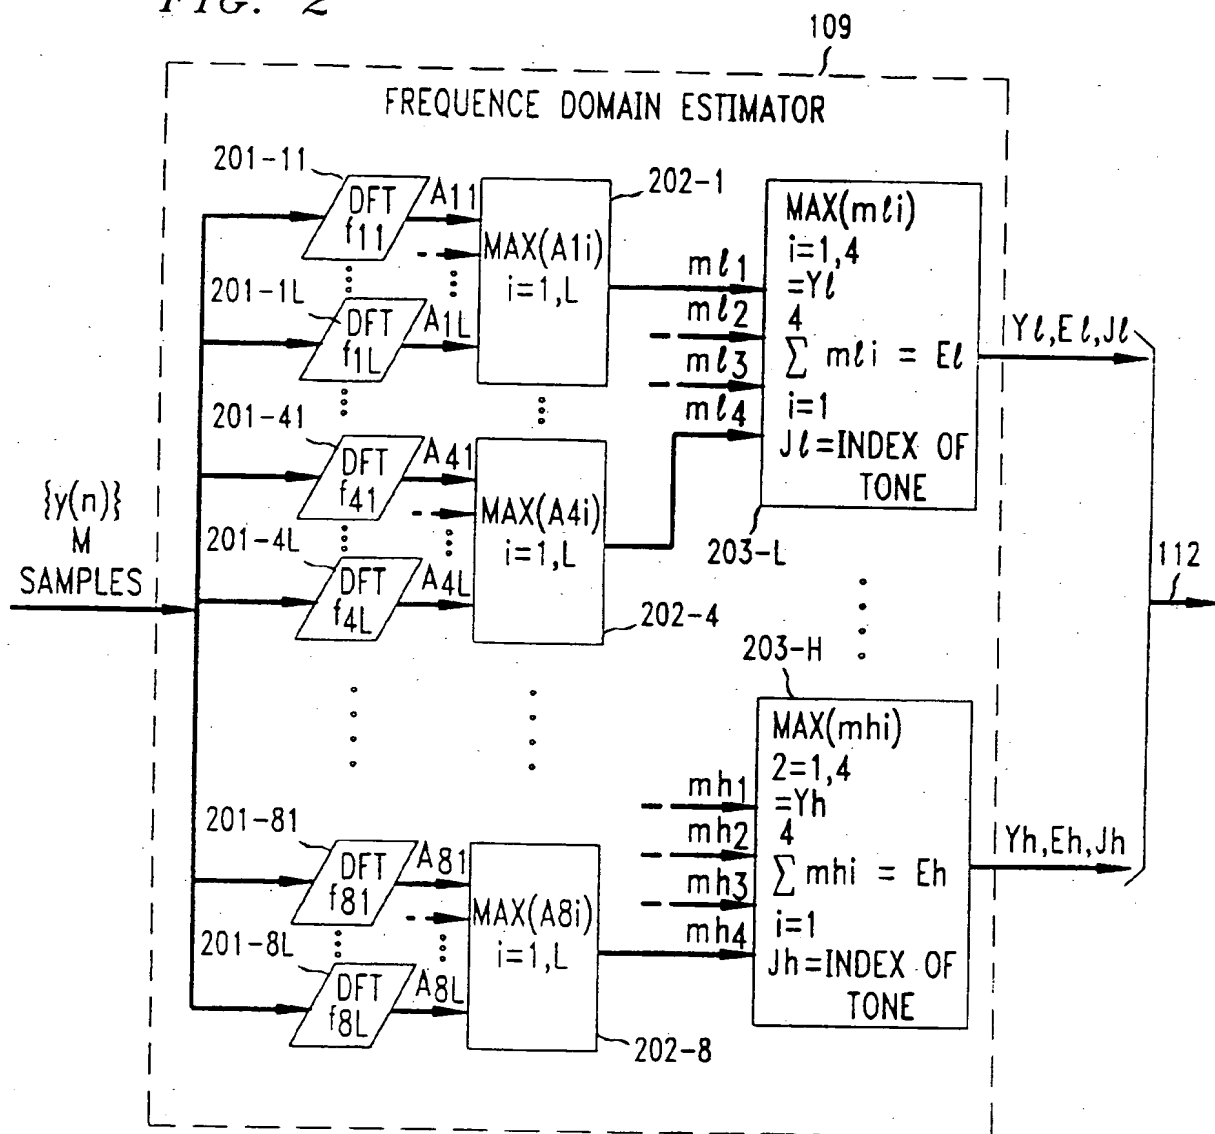 FIG. 2
109
FREQUENCE DOMAIN ESTIMATOR
201-11
DFT
f11
A11
202-1
MAX(A1i)
i=1,L
201-1L
DFT
f1L
A1L
mℓ1
mℓ2
mℓ3
mℓ4
MAX(mℓi)
i=1,4
=Yℓ
4
∑ mℓi = Eℓ
i=1
Jℓ=INDEX OF
TONE
203-L
Yℓ,Eℓ,Jℓ
201-41
DFT
f41
A41
MAX(A4i)
i=1,L
201-4L
DFT
f4L
A4L
202-4
{y(n)}
M
SAMPLES
112
203-H
MAX(mhi)
2=1,4
=Yh
4
∑ mhi = Eh
i=1
Jh=INDEX OF
TONE
mh1
mh2
mh3
mh4
Yh,Eh,Jh
201-81
DFT
f81
A81
MAX(A8i)
i=1,L
201-8L
DFT
f8L
A8L
202-8